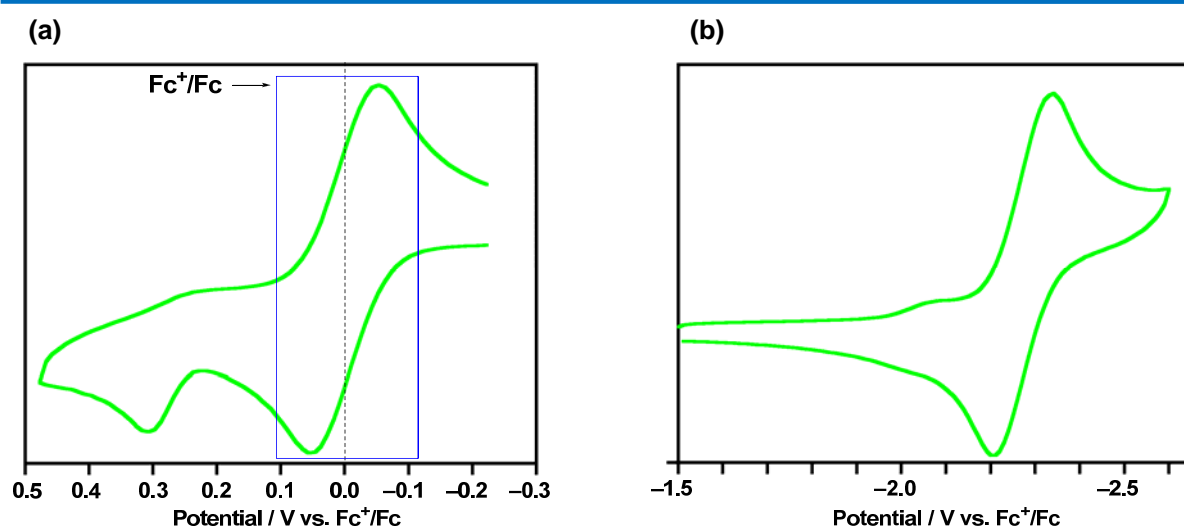 (a)
Fc⁺/Fc
0.5 0.4 0.3 0.2 0.1 0.0 –0.1 –0.2 –0.3
Potential / V vs. Fc⁺/Fc
(b)
–1.5 –2.0 –2.5
Potential / V vs. Fc⁺/Fc